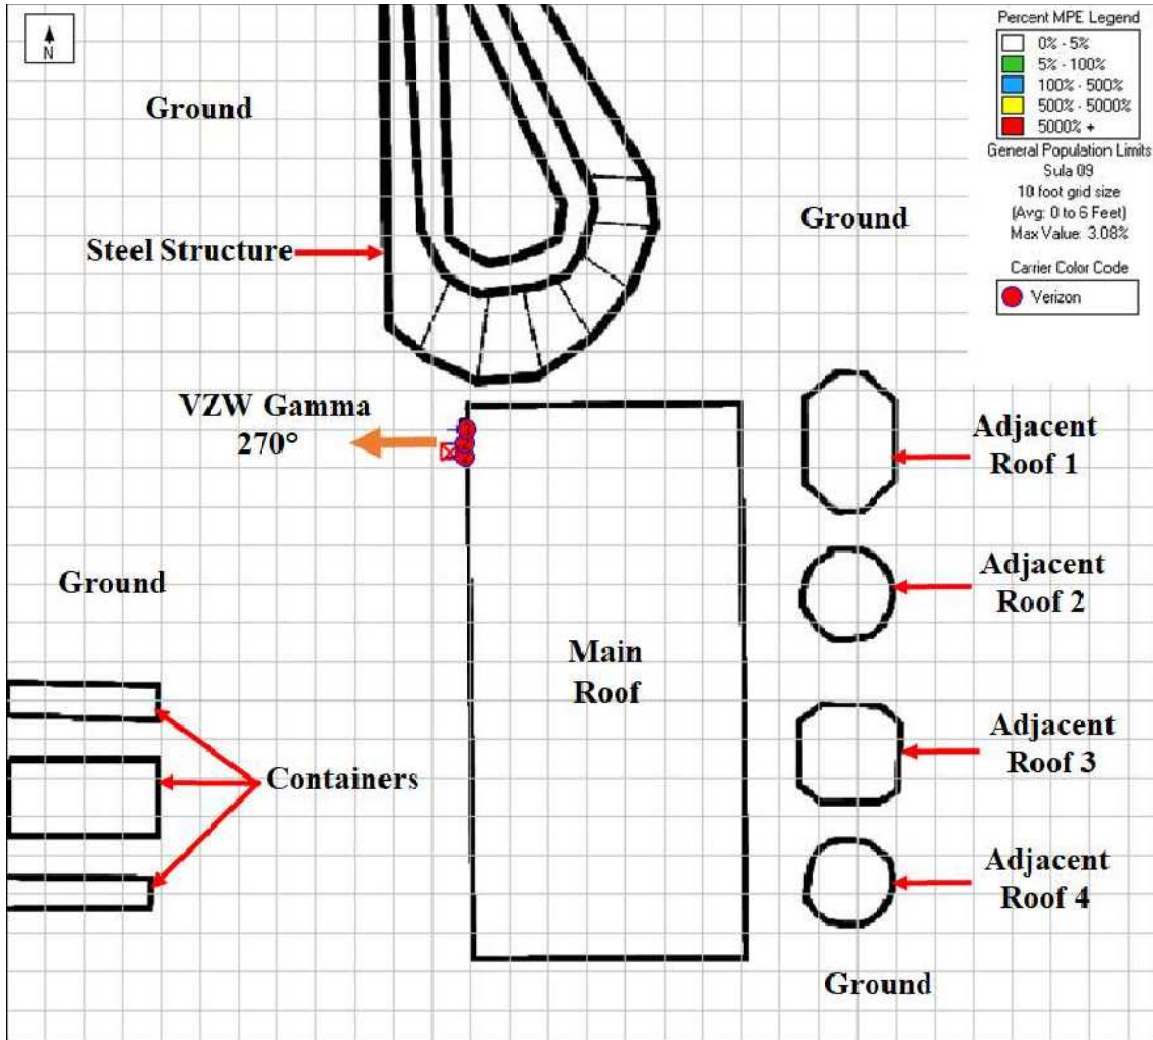 N
Percent MPE Legend
0% - 5%
5% - 100%
100% - 500%
500% - 5000%
5000% +
General Population Limits
Sula 09
10 foot grid size
(Avg: 0 to 6 Feet)
Max Value: 3.08%
Carrier Color Code
Verizon
Ground
Ground
Steel Structure
VZW Gamma
270°
Adjacent
Roof 1
Ground
Adjacent
Roof 2
Main
Roof
Adjacent
Roof 3
Containers
Adjacent
Roof 4
Ground